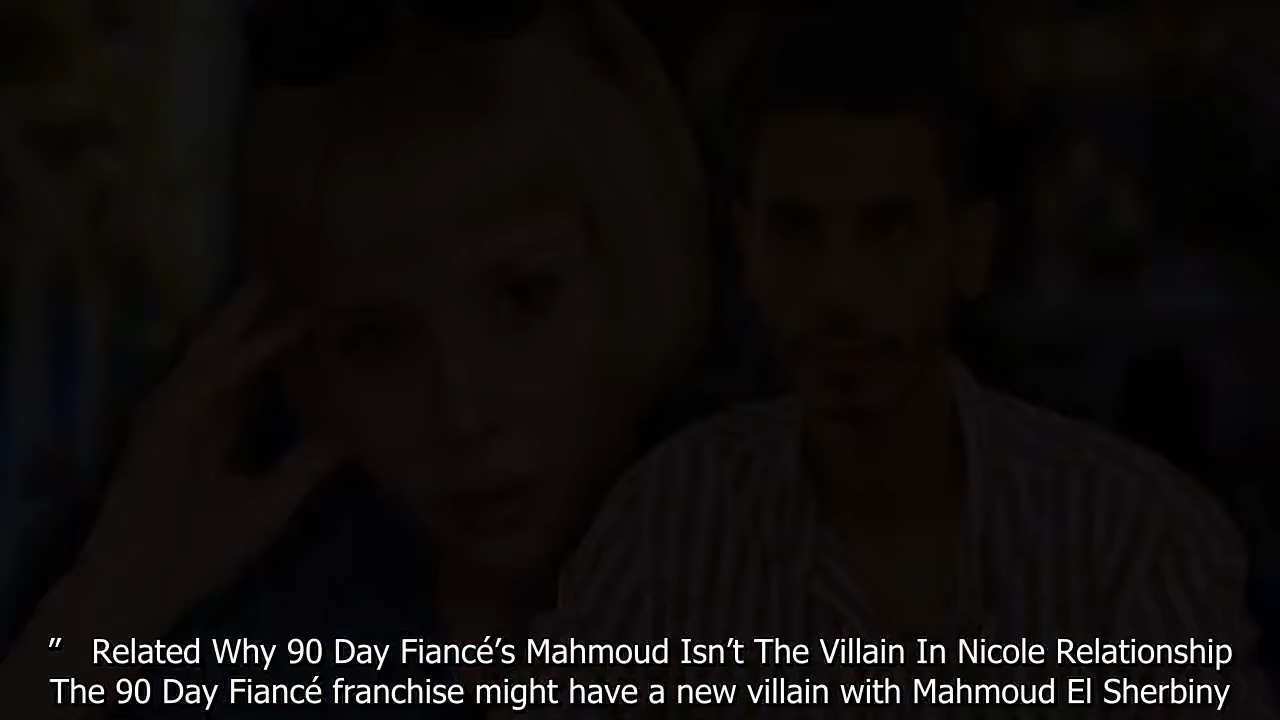 ” Related Why 90 Day Fiancé’s Mahmoud Isn’t The Villain In Nicole Relationship
The 90 Day Fiancé franchise might have a new villain with Mahmoud El Sherbiny